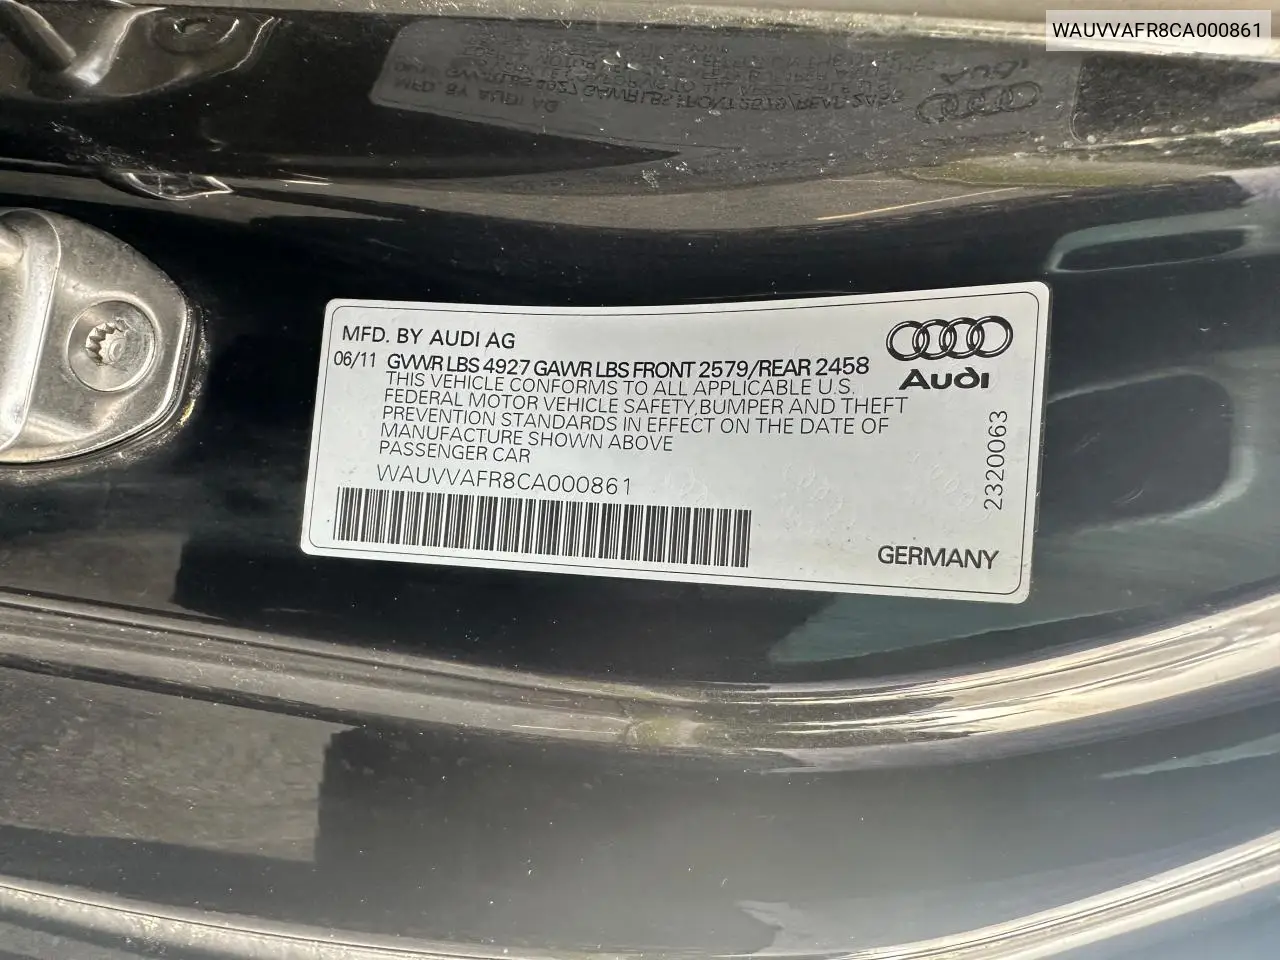 WAUVVAFR8CA000861
MFD. BY AUDI AG
06/11 GVWR LBS 4927 GAWR LBS FRONT 2579/REAR 2458
THIS VEHICLE CONFORMS TO ALL APPLICABLE U.S.
FEDERAL MOTOR VEHICLE SAFETY,BUMPER AND THEFT
PREVENTION STANDARDS IN EFFECT ON THE DATE OF
MANUFACTURE SHOWN ABOVE
PASSENGER CAR
WAUVVAFR8CA000861
Audi
2320063
GERMANY